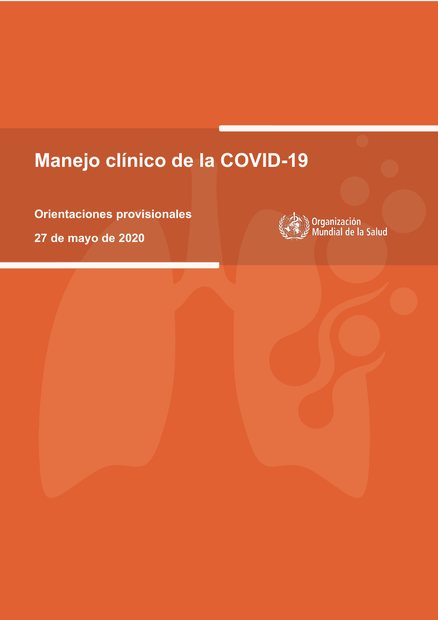 Manejo clínico de la COVID-19
Orientaciones provisionales
27 de mayo de 2020
Organización
Mundial de la Salud